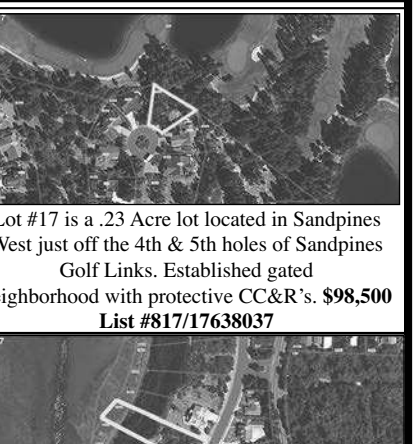 Lot #17 is a .23 Acre lot located in Sandpines
West just off the 4th & 5th holes of Sandpines
Golf Links. Established gated
neighborhood with protective CC&R's. $98,500
List #817/17638037